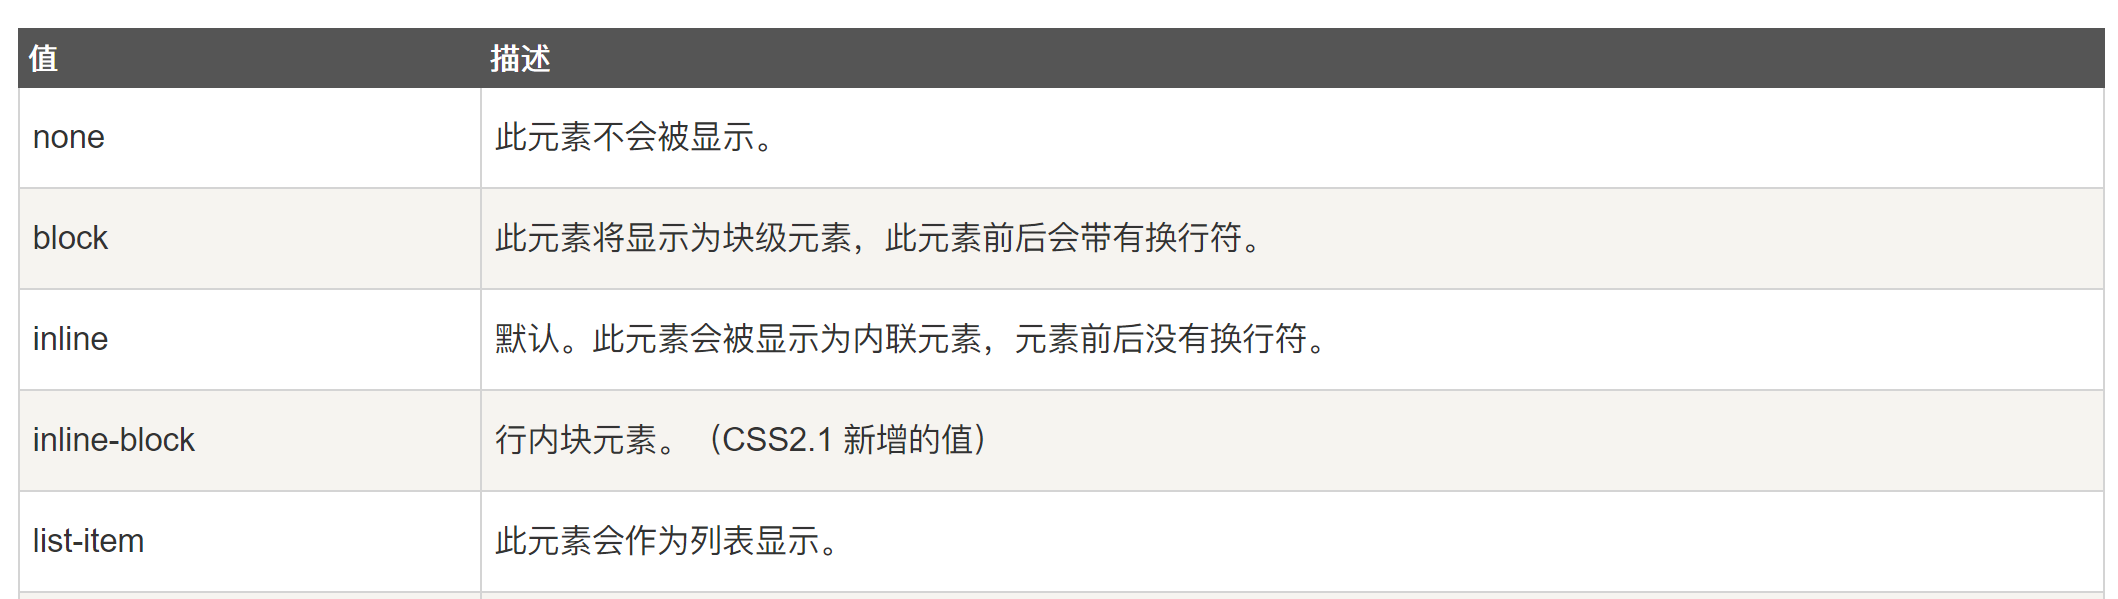 值 描述
none 此元素不会被显示。
block 此元素将显示为块级元素，此元素前后会带有换行符。
inline 默认。此元素会被显示为内联元素，元素前后没有换行符。
inline-block 行内块元素。（CSS2.1 新增的值）
list-item 此元素会作为列表显示。